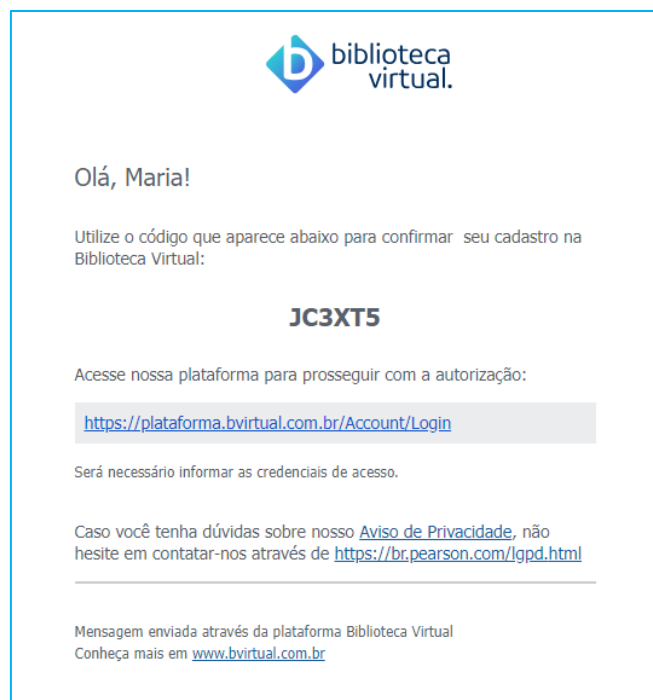 biblioteca
virtual.
Olá, Maria!
Utilize o código que aparece abaixo para confirmar seu cadastro na
Biblioteca Virtual:
JC3XT5
Acesse nossa plataforma para prosseguir com a autorização:
https://plataforma.bvirtual.com.br/Account/Login
Será necessário informar as credenciais de acesso.
Caso você tenha dúvidas sobre nosso Aviso de Privacidade, não
hesite em contatar-nos através de https://br.pearson.com/lgpd.html
Mensagem enviada através da plataforma Biblioteca Virtual
Conheça mais em www.bvirtual.com.br